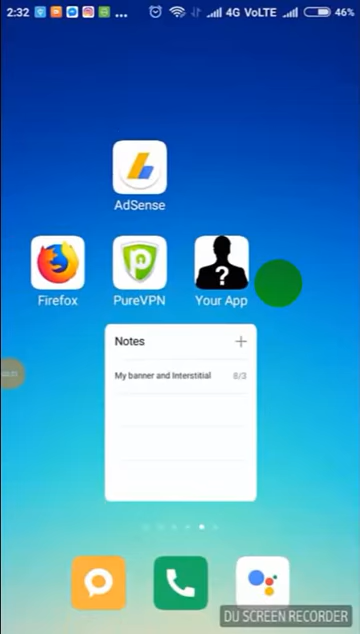 2:32 ... 4G VoLTE 46%
AdSense
Firefox PureVPN Your App
Notes +
My banner and Interstitial 8/3
DU SCREEN RECORDER